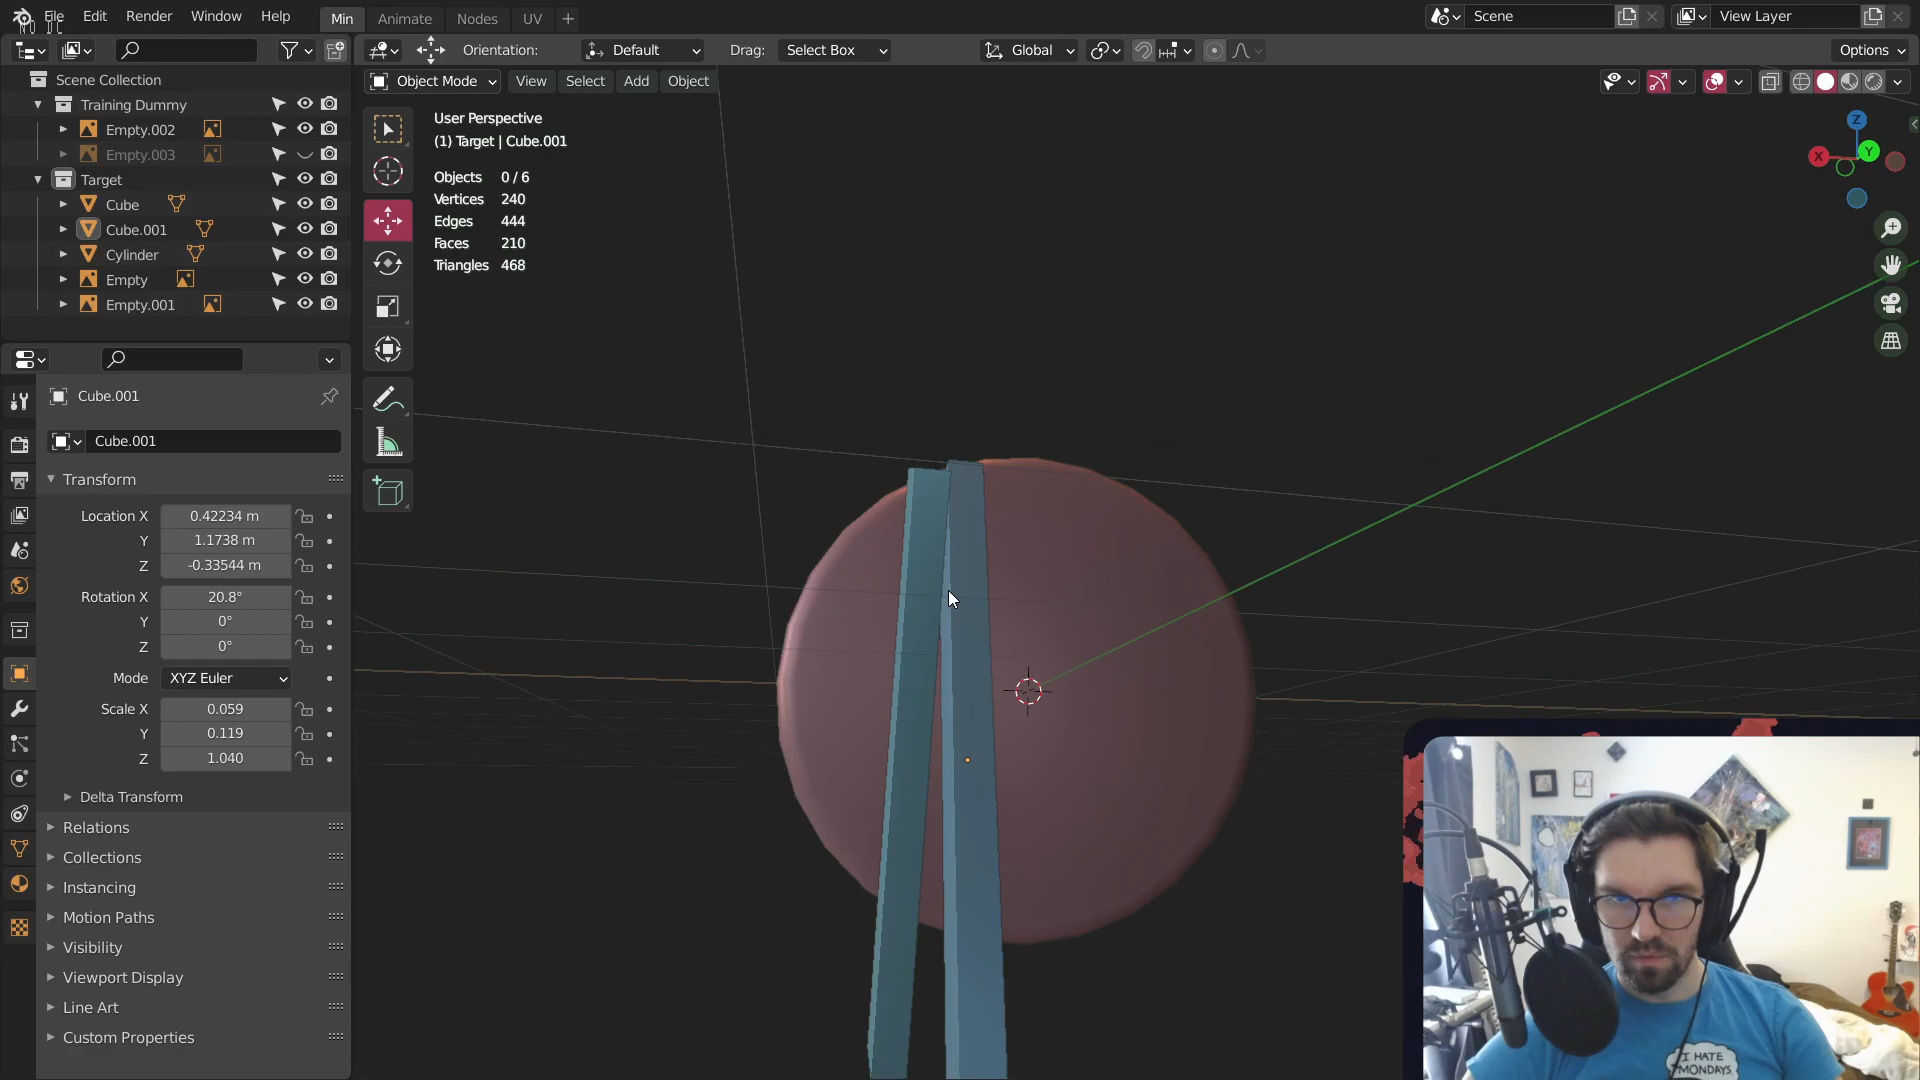 File Edit Render Window Help Min Animate Nodes UV Scene View Layer
Orientation: Default Drag: Select Box Global Options
Scene Collection
Training Dummy
Empty.002
Empty.003
Target
Cube
Cube.001
Cylinder
Empty
Empty.001
Object Mode View Select Add Object
User Perspective
(1) Target | Cube.001
Objects 0 / 6
Vertices 240
Edges 444
Faces 210
Triangles 468
Z
X
Y
Cube.001
Cube.001
Transform
Location X 0.42234 m
Y 1.1738 m
Z -0.33544 m
Rotation X 20.8°
Y 0°
Z 0°
Mode XYZ Euler
Scale X 0.059
Y 0.119
Z 1.040
Delta Transform
Relations
Collections
Instancing
Motion Paths
Visibility
Viewport Display
Line Art
Custom Properties
I HATE
MONDAYS.